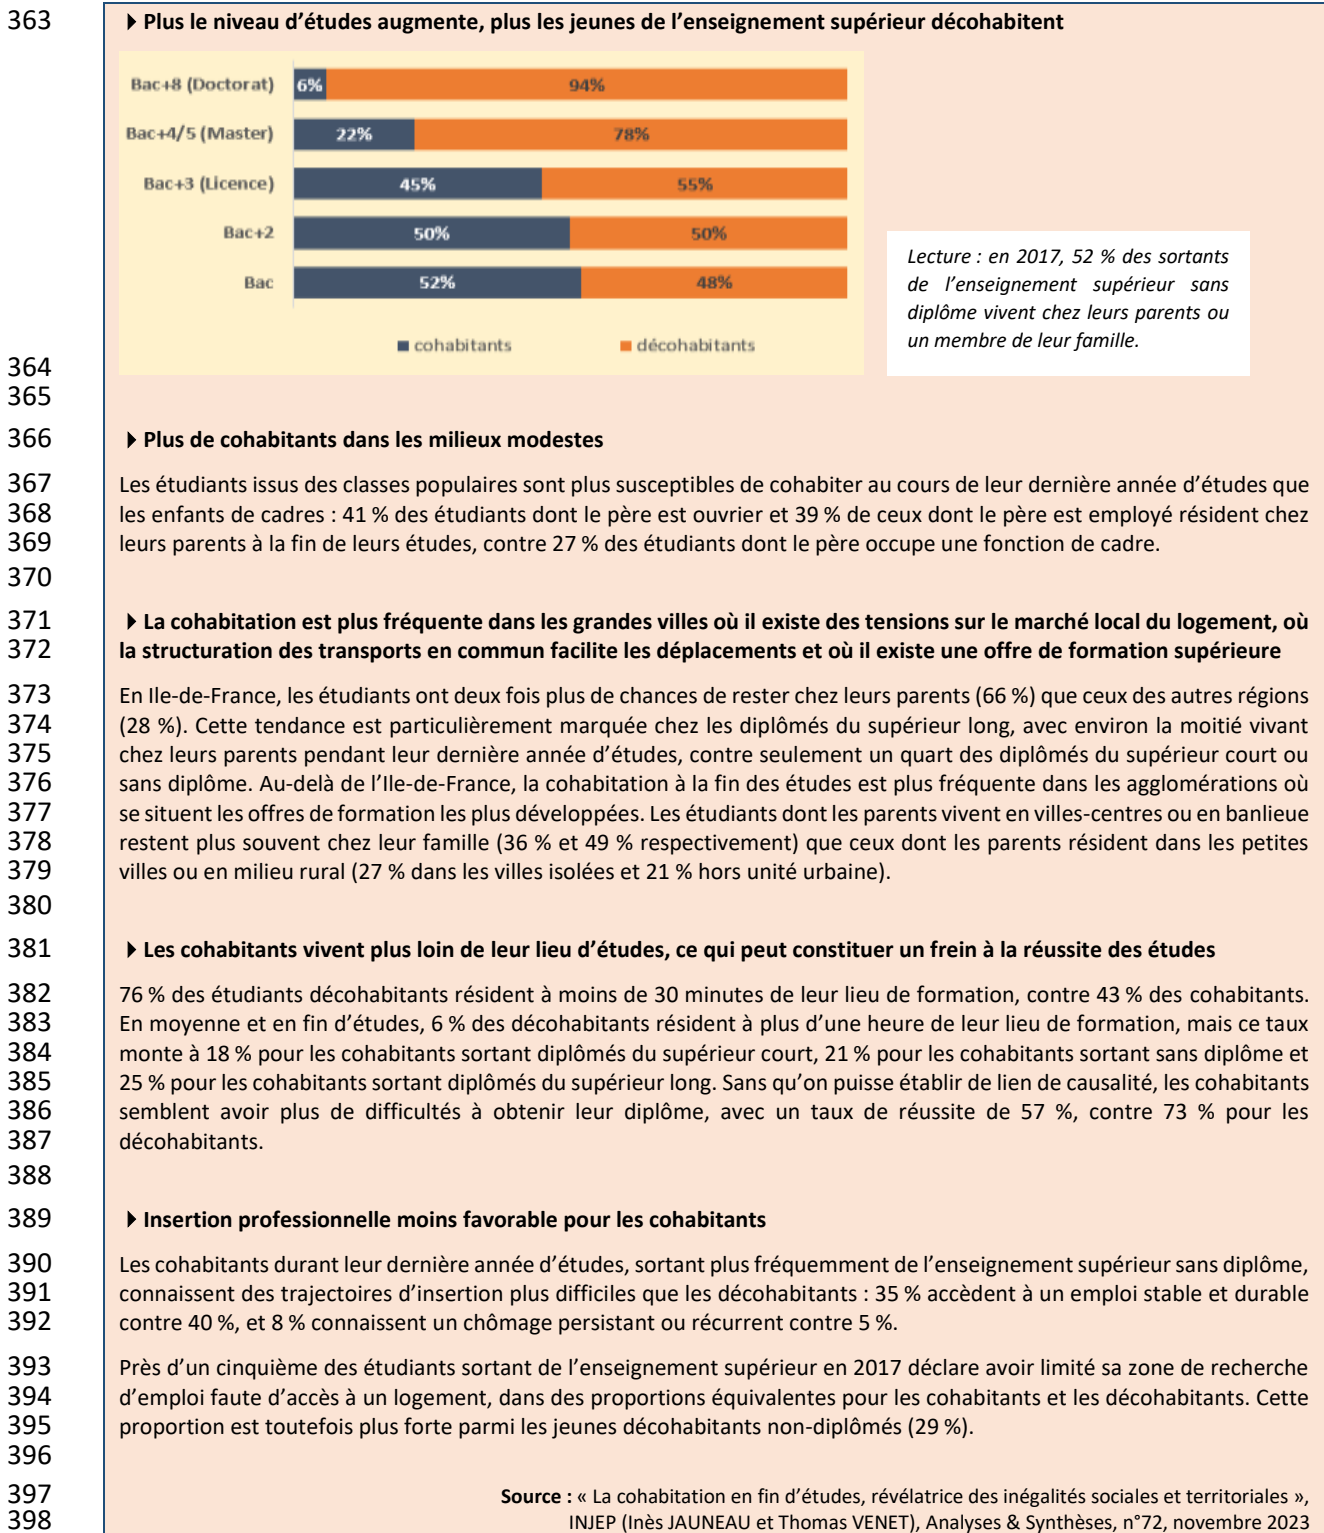 363 Plus le niveau d’études augmente, plus les jeunes de l’enseignement supérieur décohabitent
Bac+8 (Doctorat) 6% 94%
Bac+4/5 (Master) 22% 78%
Bac+3 (Licence) 45% 55%
Bac+2 50% 50%
Bac 52% 48%
cohabitants décohabitants
Lecture : en 2017, 52 % des sortants
de l’enseignement supérieur sans
diplôme vivent chez leurs parents ou
un membre de leur famille.
364
365
366 Plus de cohabitants dans les milieux modestes
367 Les étudiants issus des classes populaires sont plus susceptibles de cohabiter au cours de leur dernière année d’études que
368 les enfants de cadres : 41 % des étudiants dont le père est ouvrier et 39 % de ceux dont le père est employé résident chez
369 leurs parents à la fin de leurs études, contre 27 % des étudiants dont le père occupe une fonction de cadre.
370
371 La cohabitation est plus fréquente dans les grandes villes où il existe des tensions sur le marché local du logement, où
372 la structuration des transports en commun facilite les déplacements et où il existe une offre de formation supérieure
373 En Ile-de-France, les étudiants ont deux fois plus de chances de rester chez leurs parents (66 %) que ceux des autres régions
374 (28 %). Cette tendance est particulièrement marquée chez les diplômés du supérieur long, avec environ la moitié vivant
375 chez leurs parents pendant leur dernière année d’études, contre seulement un quart des diplômés du supérieur court ou
376 sans diplôme. Au-delà de l’Ile-de-France, la cohabitation à la fin des études est plus fréquente dans les agglomérations où
377 se situent les offres de formation les plus développées. Les étudiants dont les parents vivent en villes-centres ou en banlieue
378 restent plus souvent chez leur famille (36 % et 49 % respectivement) que ceux dont les parents résident dans les petites
379 villes ou en milieu rural (27 % dans les villes isolées et 21 % hors unité urbaine).
380
381 Les cohabitants vivent plus loin de leur lieu d’études, ce qui peut constituer un frein à la réussite des études
382 76 % des étudiants décohabitants résident à moins de 30 minutes de leur lieu de formation, contre 43 % des cohabitants.
383 En moyenne et en fin d’études, 6 % des décohabitants résident à plus d’une heure de leur lieu de formation, mais ce taux
384 monte à 18 % pour les cohabitants sortant diplômés du supérieur court, 21 % pour les cohabitants sortant sans diplôme et
385 25 % pour les cohabitants sortant diplômés du supérieur long. Sans qu’on puisse établir de lien de causalité, les cohabitants
386 semblent avoir plus de difficultés à obtenir leur diplôme, avec un taux de réussite de 57 %, contre 73 % pour les
387 décohabitants.
388
389 Insertion professionnelle moins favorable pour les cohabitants
390 Les cohabitants durant leur dernière année d’études, sortant plus fréquemment de l’enseignement supérieur sans diplôme,
391 connaissent des trajectoires d’insertion plus difficiles que les décohabitants : 35 % accèdent à un emploi stable et durable
392 contre 40 %, et 8 % connaissent un chômage persistant ou récurrent contre 5 %.
393 Près d’un cinquième des étudiants sortant de l’enseignement supérieur en 2017 déclare avoir limité sa zone de recherche
394 d’emploi faute d’accès à un logement, dans des proportions équivalentes pour les cohabitants et les décohabitants. Cette
395 proportion est toutefois plus forte parmi les jeunes décohabitants non-diplômés (29 %).
396
397 Source : « La cohabitation en fin d’études, révélatrice des inégalités sociales et territoriales »,
398 INJEP (Inès JAUNEAU et Thomas VENET), Analyses & Synthèses, n°72, novembre 2023